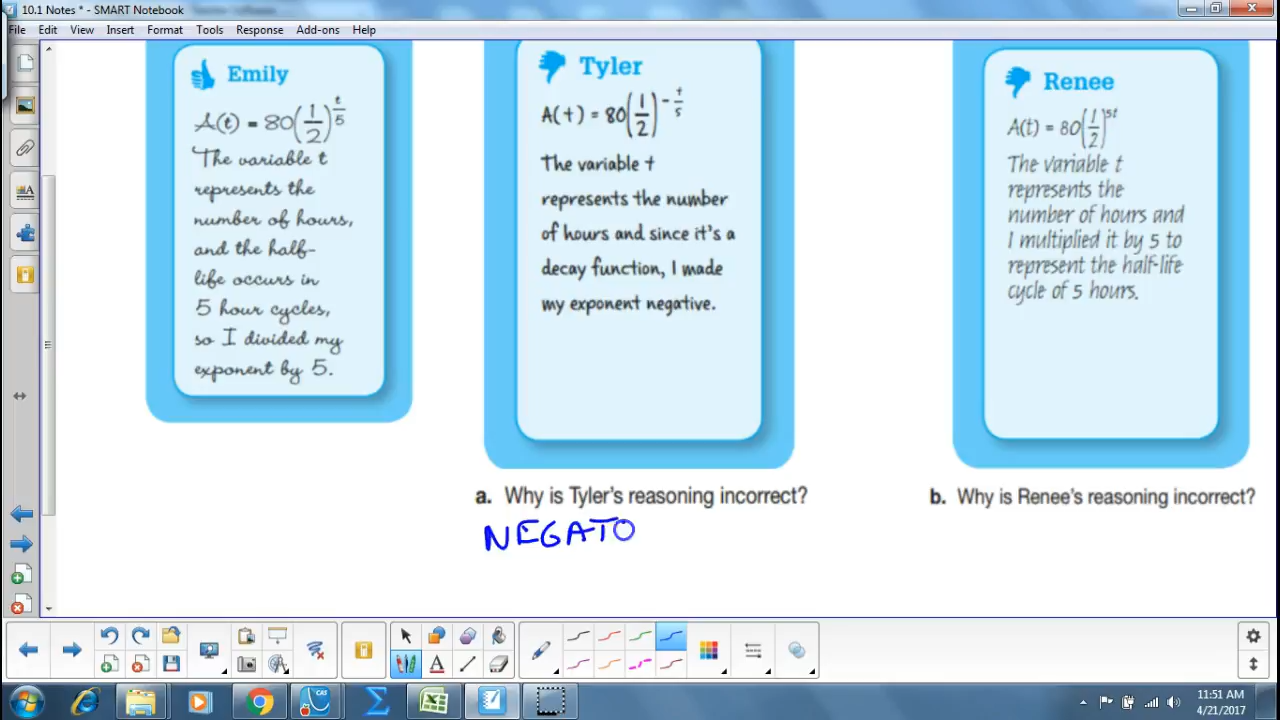 10.1 Notes * - SMART Notebook
File Edit View Insert Format Tools Response Add-ons Help
Emily
A(t) = 80(1/2)^(t/5)
The variable t
represents the
number of hours,
and the half-
life occurs in
5 hour cycles,
so I divided my
exponent by 5.
Tyler
A(t) = 80(1/2)^(-t/5)
The variable t
represents the number
of hours and since it's a
decay function, I made
my exponent negative.
Renee
A(t) = 80(1/2)^(5t)
The variable t
represents the
number of hours and
I multiplied it by 5 to
represent the half-life
cycle of 5 hours.
a. Why is Tyler's reasoning incorrect?
NEGATO
b. Why is Renee's reasoning incorrect?
11:51 AM
4/21/2017